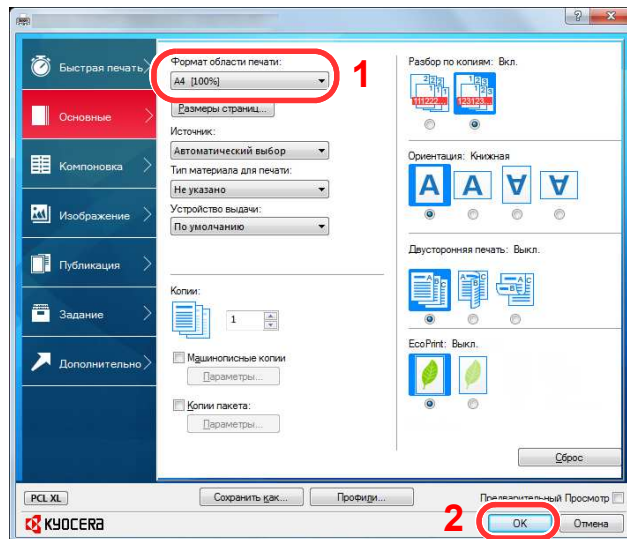 Быстрая печать
Основные
Компоновка
Изображение
Публикация
Задание
Дополнительно
Формат области печати:
A4 [100%]
1
Размеры страниц...
Источник:
Автоматический выбор
Тип материала для печати:
Не указано
Устройство выдачи:
По умолчанию
Копии:
1
Машинописные копии
Параметры...
Копии пакета:
Параметры...
Разбор по копиям: Вкл.
111222...
123123...
Ориентация: Книжная
A A A A
Двусторонняя печать: Выкл.
EcoPrint: Выкл.
Сброс
PCL XL
Сохранить как...
Профили...
Предварительный Просмотр
KYOCERA
2
OK
Отмена